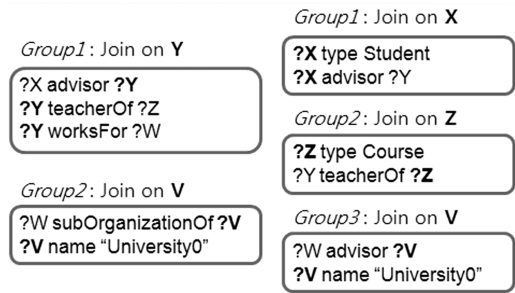 Group1: Join on Y
?X advisor ?Y
?Y teacherOf ?Z
?Y worksFor ?W
Group2: Join on V
?W subOrganizationOf ?V
?V name “University0”
Group1: Join on X
?X type Student
?X advisor ?Y
Group2: Join on Z
?Z type Course
?Y teacherOf ?Z
Group3: Join on V
?W advisor ?V
?V name “University0”